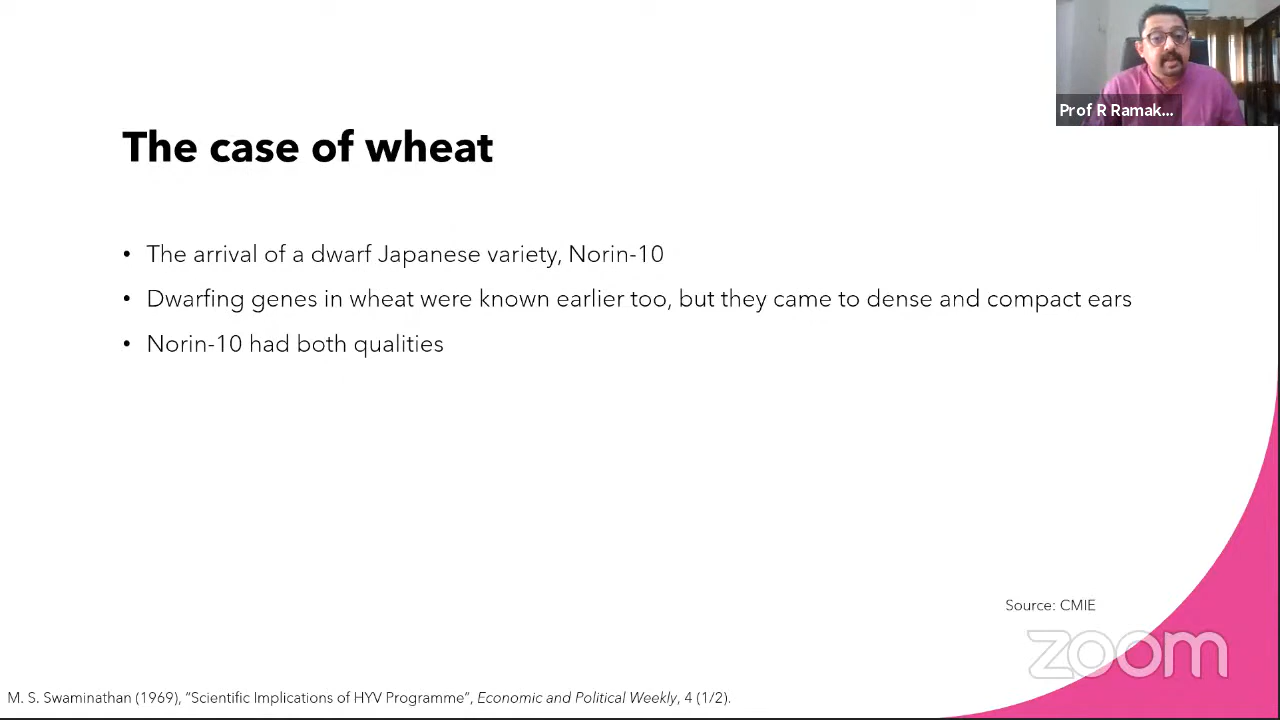 Prof R Ramak...
The case of wheat
• The arrival of a dwarf Japanese variety, Norin-10
• Dwarfing genes in wheat were known earlier too, but they came to dense and compact ears
• Norin-10 had both qualities
Source: CMIE
zoom
M. S. Swaminathan (1969), “Scientific Implications of HYV Programme”, Economic and Political Weekly, 4 (1/2).